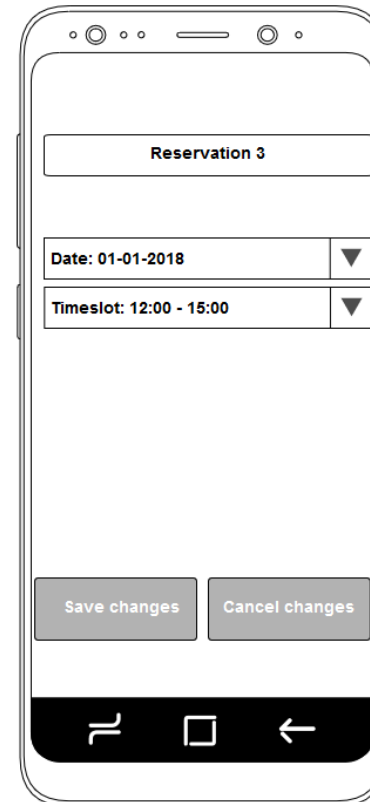 Reservation 3
Date: 01-01-2018
Timeslot: 12:00 - 15:00
Save changes
Cancel changes